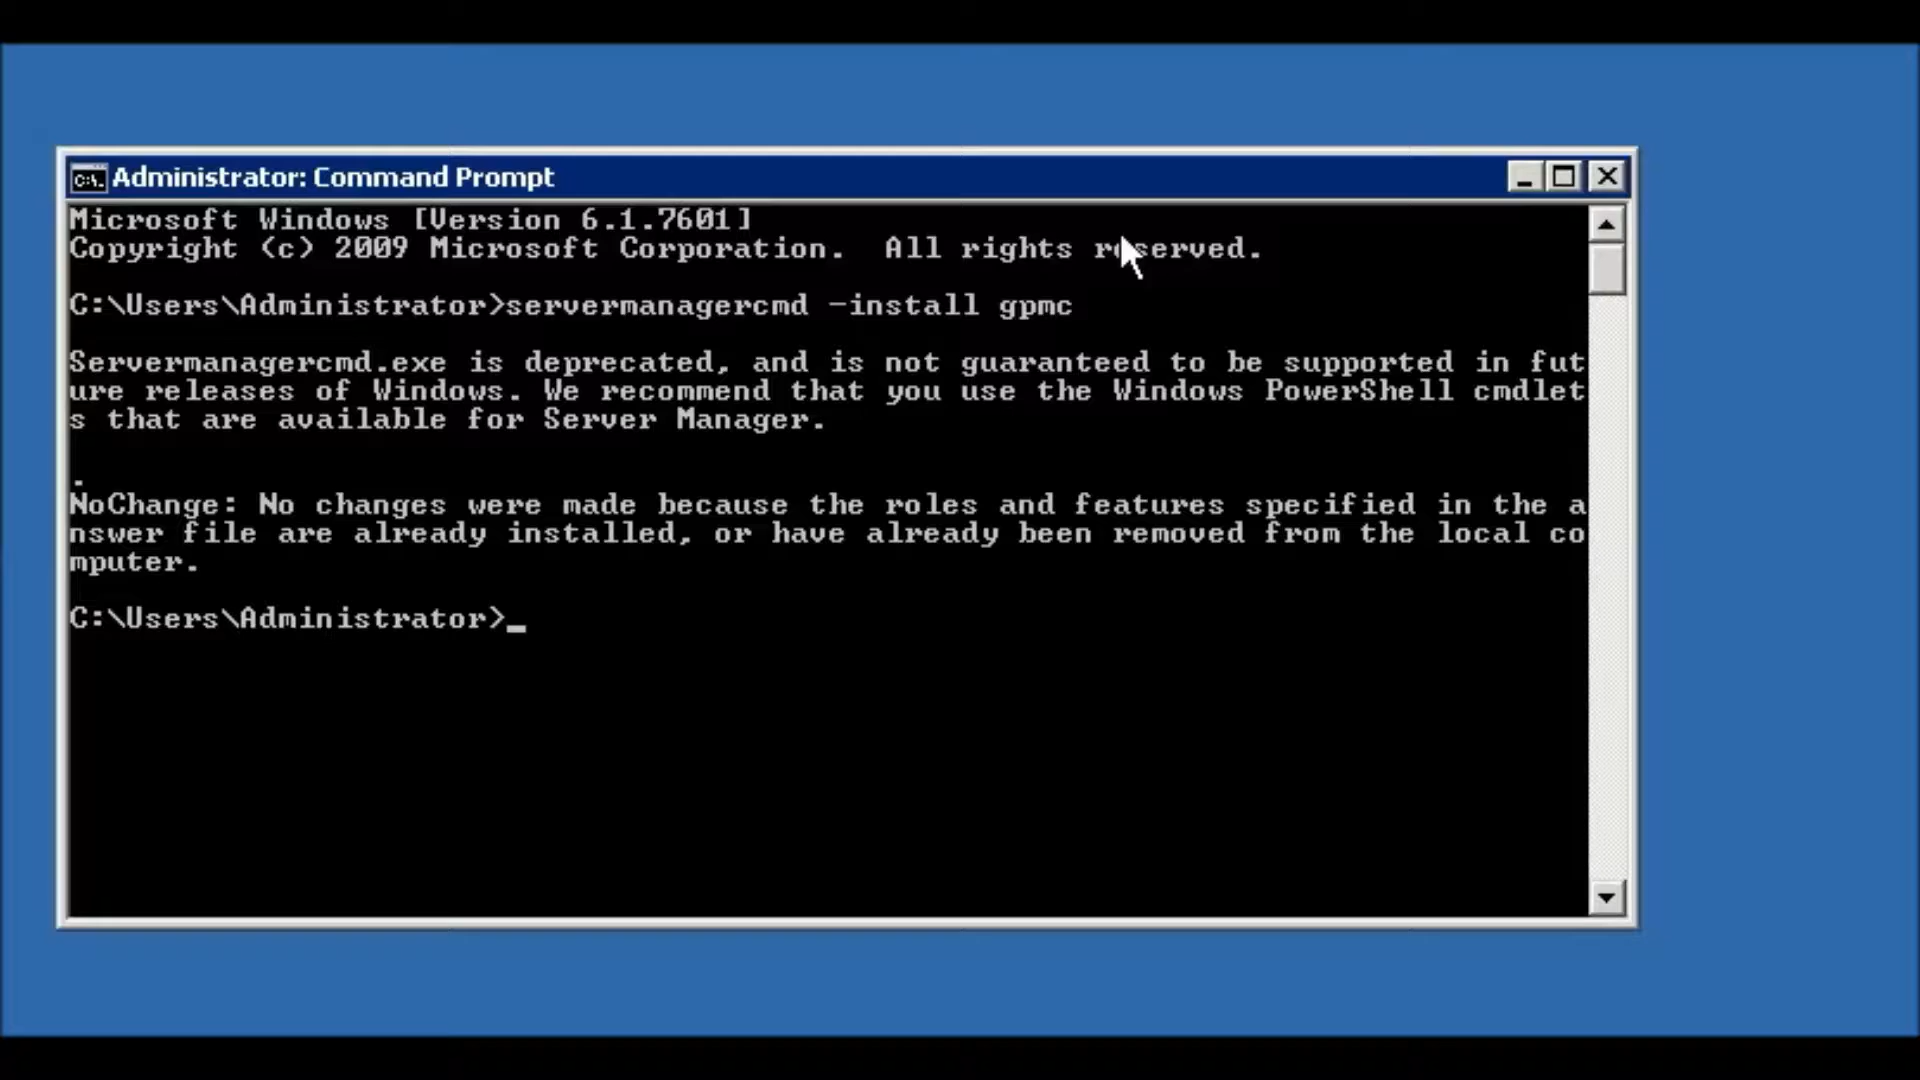 Administrator: Command Prompt
Microsoft Windows [Version 6.1.7601]
Copyright (c) 2009 Microsoft Corporation.  All rights reserved.
C:\Users\Administrator>servermanagercmd -install gpmc
Servermanagercmd.exe is deprecated, and is not guaranteed to be supported in fut
ure releases of Windows. We recommend that you use the Windows PowerShell cmdlet
s that are available for Server Manager.
.
NoChange: No changes were made because the roles and features specified in the a
nswer file are already installed, or have already been removed from the local co
mputer.
C:\Users\Administrator>_